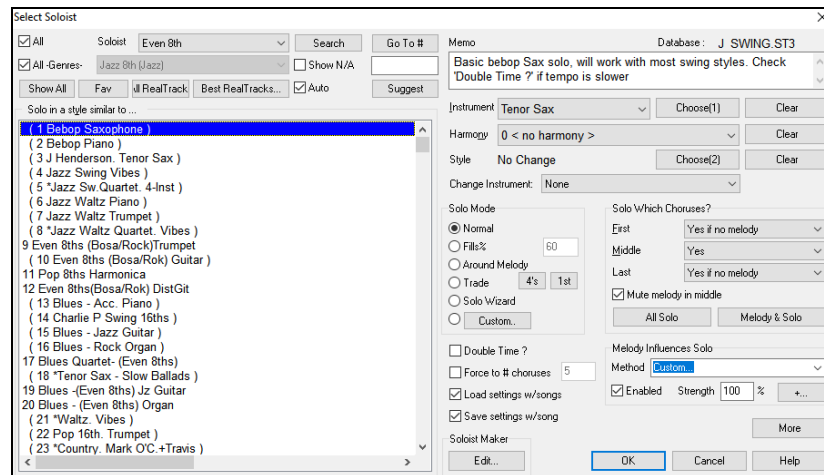 Select Soloist
All Soloist Even 8th Search Go To #
All -Genres- Jazz 8th (Jazz) Show N/A
Show All Fav ll RealTrack Best RealTracks... Auto Suggest
Solo in a style similar to ...
( 1 Bebop Saxophone )
( 2 Bebop Piano )
( 3 J Henderson. Tenor Sax )
( 4 Jazz Swing Vibes )
( 5 *Jazz Sw.Quartet. 4-Inst )
( 6 Jazz Waltz Piano )
( 7 Jazz Waltz Trumpet )
( 8 *Jazz Waltz Quartet. Vibes )
9 Even 8ths (Bosa/Rock)Trumpet
( 10 Even 8ths (Bosa/Rok) Guitar )
11 Pop 8ths Harmonica
12 Even 8ths(Bosa/Rok) DistGit
( 13 Blues - Acc. Piano )
( 14 Charlie P Swing 16ths )
( 15 Blues - Jazz Guitar )
( 16 Blues - Rock Organ )
17 Blues Quartet- (Even 8ths)
( 18 *Tenor Sax - Slow Ballads )
19 Blues -(Even 8ths) Jz Guitar
20 Blues - (Even 8ths) Organ
( 21 *Waltz. Vibes )
( 22 Pop 16th. Trumpet )
( 23 *Country. Mark O'C.+Travis )
Memo Database : J_SWING.ST3
Basic bebop Sax solo, will work with most swing styles. Check
'Double Time ?' if tempo is slower
Instrument Tenor Sax Choose(1) Clear
Harmony 0 < no harmony > Clear
Style No Change Choose(2) Clear
Change Instrument: None
Solo Mode
Normal
Fills% 60
Around Melody
Trade 4's 1st
Solo Wizard
Custom..
Solo Which Choruses?
First Yes if no melody
Middle Yes
Last Yes if no melody
Mute melody in middle
All Solo Melody & Solo
Double Time ?
Force to # choruses 5
Load settings w/songs
Save settings w/song
Melody Influences Solo
Method Custom...
Enabled Strength 100 % +...
More
Soloist Maker
Edit... OK Cancel Help